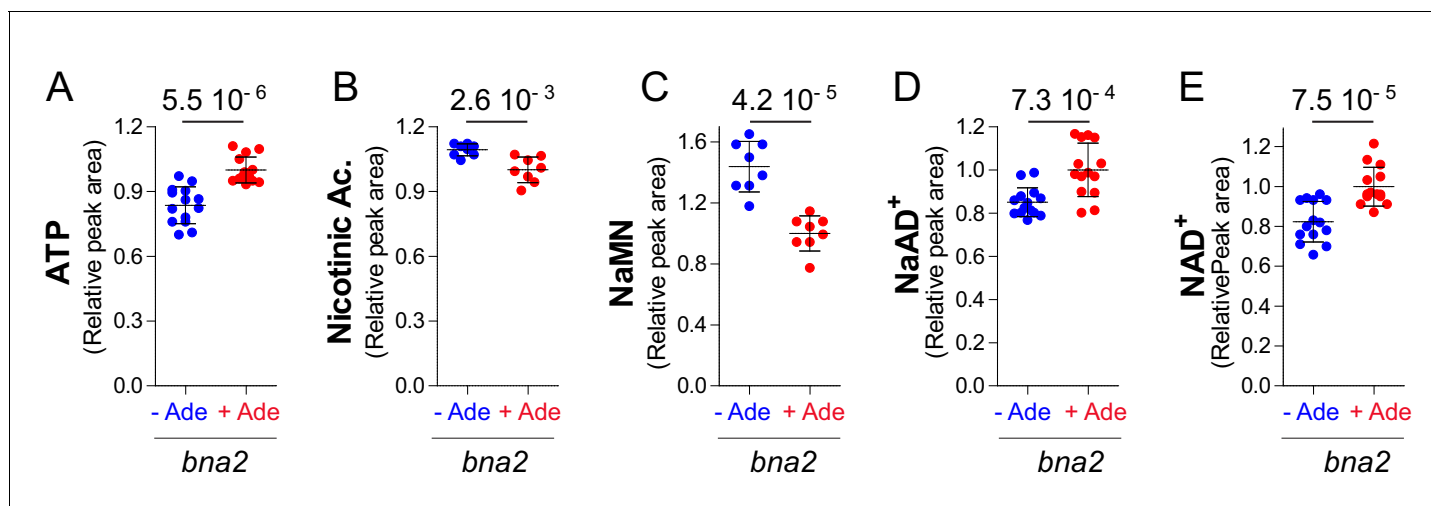 A
5.5 10⁻⁶
ATP
(Relative peak area)
1.2
0.9
0.6
0.3
0.0
- Ade + Ade
bna2
B
2.6 10⁻³
Nicotinic Ac.
(Relative peak area)
1.2
0.9
0.6
0.3
0.0
- Ade + Ade
bna2
C
4.2 10⁻⁵
NaMN
(Relative peak area)
1.6
1.2
0.8
0.4
0.0
- Ade + Ade
bna2
D
7.3 10⁻⁴
NaAD⁺
(Relative peak area)
1.2
1.0
0.8
0.6
0.4
0.2
0.0
- Ade + Ade
bna2
E
7.5 10⁻⁵
NAD⁺
(RelativePeak area)
1.2
1.0
0.8
0.6
0.4
0.2
0.0
- Ade + Ade
bna2